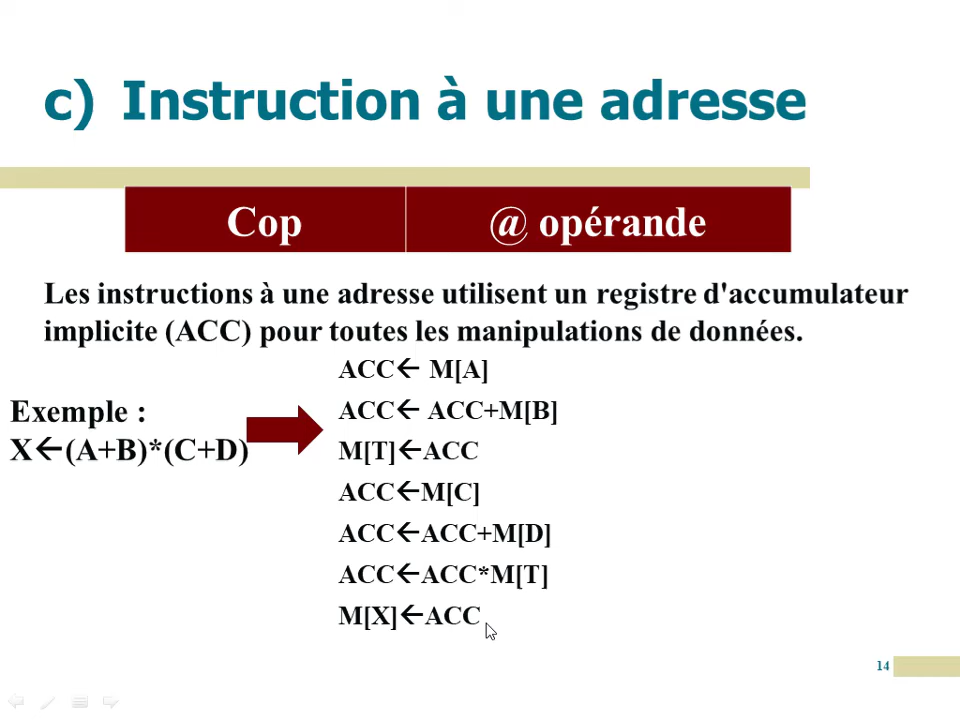 c) Instruction à une adresse
Cop
@ opérande
Les instructions à une adresse utilisent un registre d'accumulateur
implicite (ACC) pour toutes les manipulations de données.
Exemple :
X←(A+B)*(C+D)
ACC← M[A]
ACC← ACC+M[B]
M[T]←ACC
ACC←M[C]
ACC←ACC+M[D]
ACC←ACC*M[T]
M[X]←ACC
14